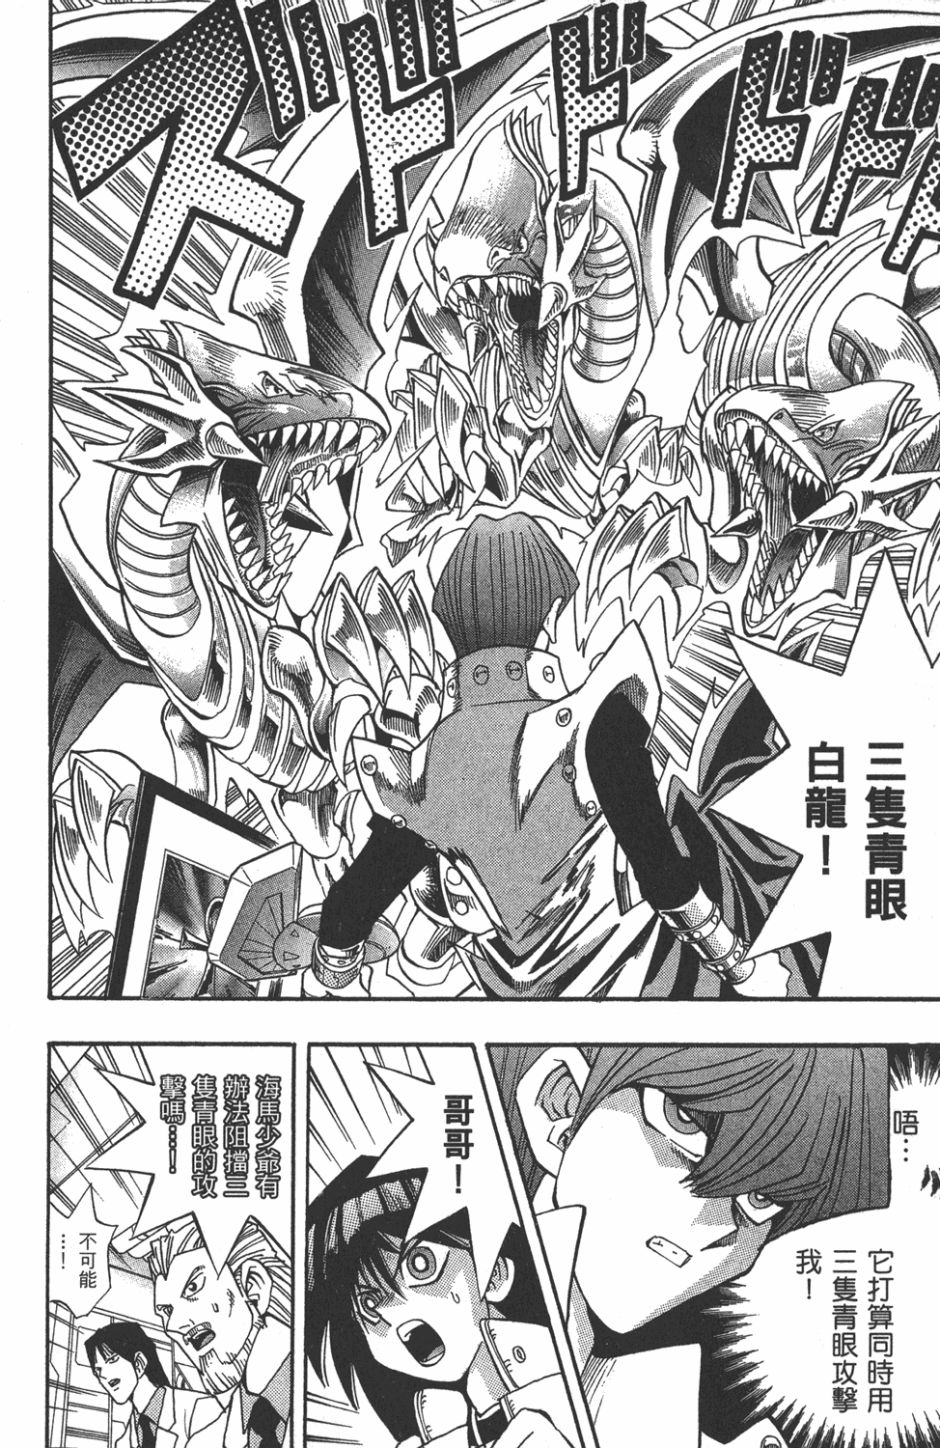 ドドドドドド
三隻青眼
白龍！
唔…
它打算同時用
三隻青眼攻擊
我！
哥哥！
海馬少爺有
辦法阻擋三
隻青眼的攻
擊嗎…！
不可能
…！